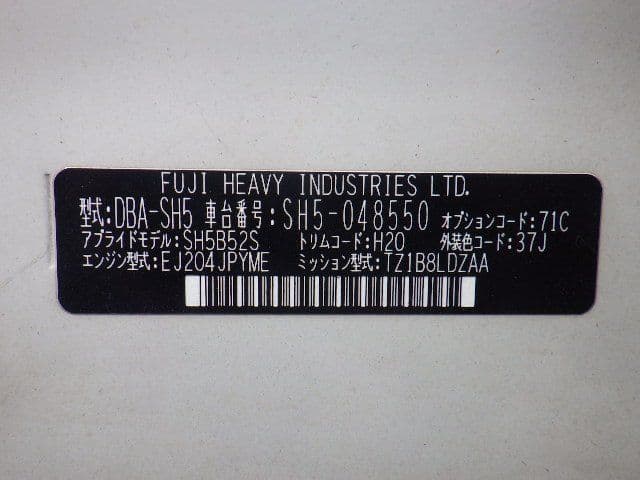 FUJI HEAVY INDUSTRIES LTD.
型式:DBA-SH5 車台番号:SH5-048550 オプションコード:71C
アプライドモデル:SH5B52S トリムコード:H20 外装色コード:37J
エンジン型式:EJ204JPYME ミッション型式:TZ1B8LDZAA